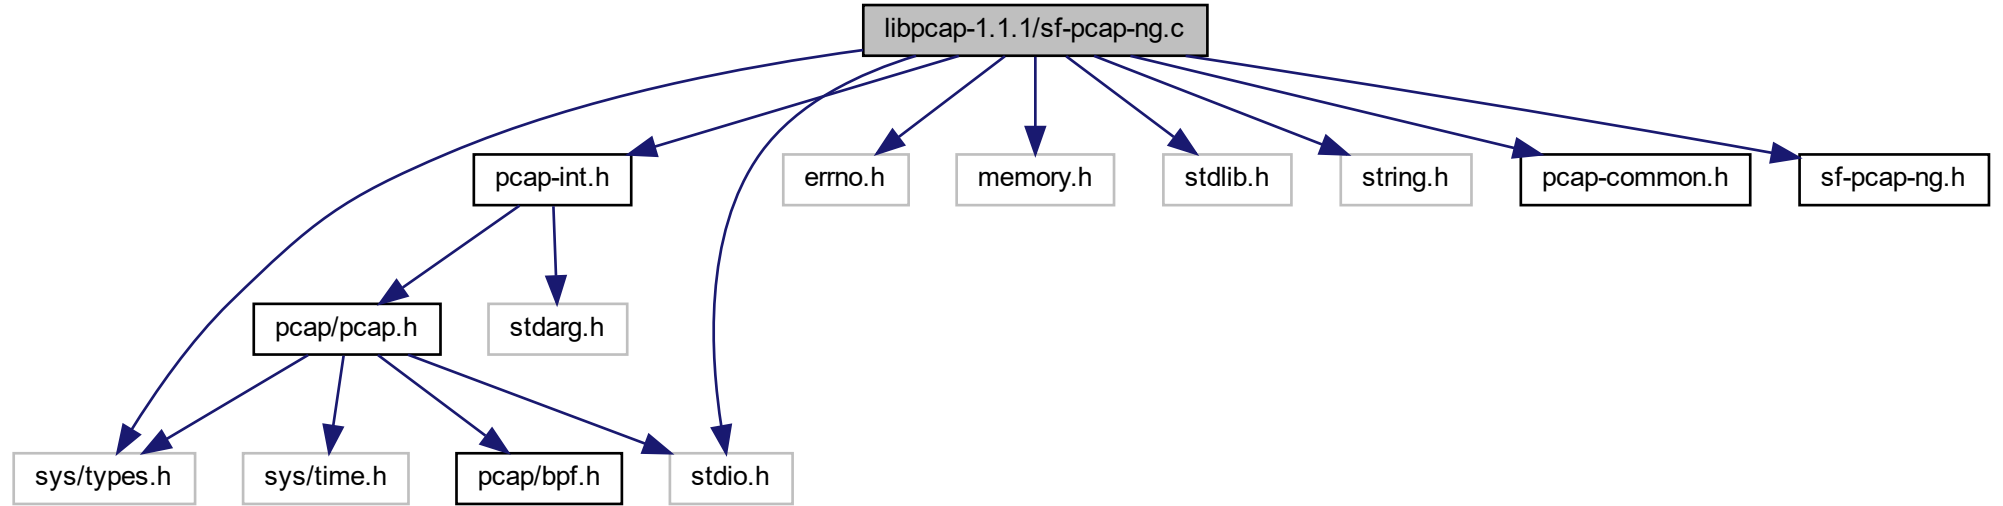 libpcap-1.1.1/sf-pcap-ng.c
pcap-int.h
errno.h
memory.h
stdlib.h
string.h
pcap-common.h
sf-pcap-ng.h
pcap/pcap.h
stdarg.h
sys/types.h
sys/time.h
pcap/bpf.h
stdio.h